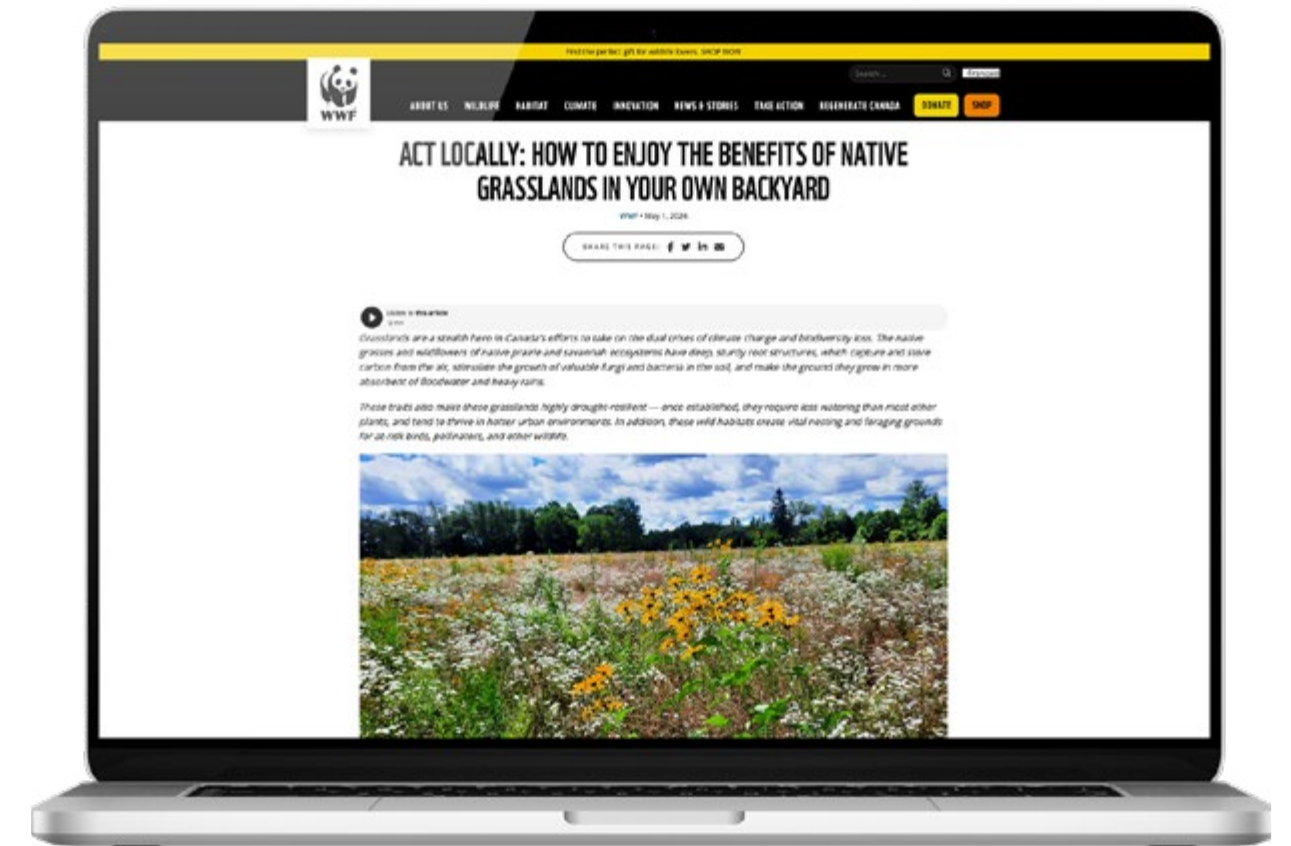 Find the perfect gift for wildlife lovers. SHOP NOW
Search ... Français
WWF
ABOUT US WILDLIFE HABITAT CLIMATE INNOVATION NEWS & STORIES TAKE ACTION REGENERATE CANADA DONATE SHOP
ACT LOCALLY: HOW TO ENJOY THE BENEFITS OF NATIVE
GRASSLANDS IN YOUR OWN BACKYARD
WWF • May 1,
SHARE THIS PAGE:
Listen to this article
Grasslands are a stealth hero in Canada's efforts to take on the dual crises of climate change and biodiversity loss. The native
grasses and wildflowers of native prairie and savannah ecosystems have deep, sturdy root structures, which capture and store
carbon from the air, stimulate the growth of valuable fungi and bacteria in the soil, and make the ground they grow in more
absorbent of floodwater and heavy rains.
These traits also make these grasslands highly drought-resilient — once established, they require less watering than most other
plants, and tend to thrive in hotter urban environments. In addition, these wild habitats create vital nesting and foraging grounds
for at-risk birds, pollinators, and other wildlife.